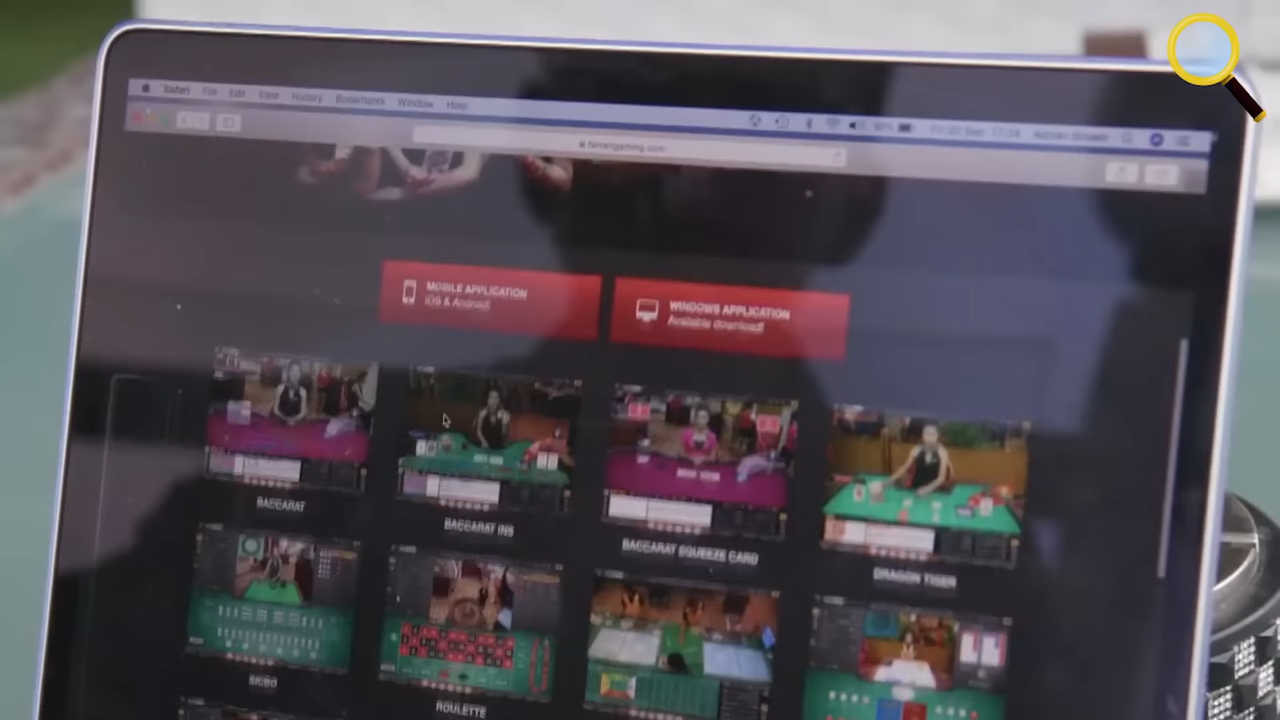 Safari File Edit View History Bookmarks Window Help
MOBILE APPLICATION
iOS & Android!
WINDOWS APPLICATION
Available download!
BACCARAT
BACCARAT INS
BACCARAT SQUEEZE CARD
DRAGON TIGER
SICBO
ROULETTE